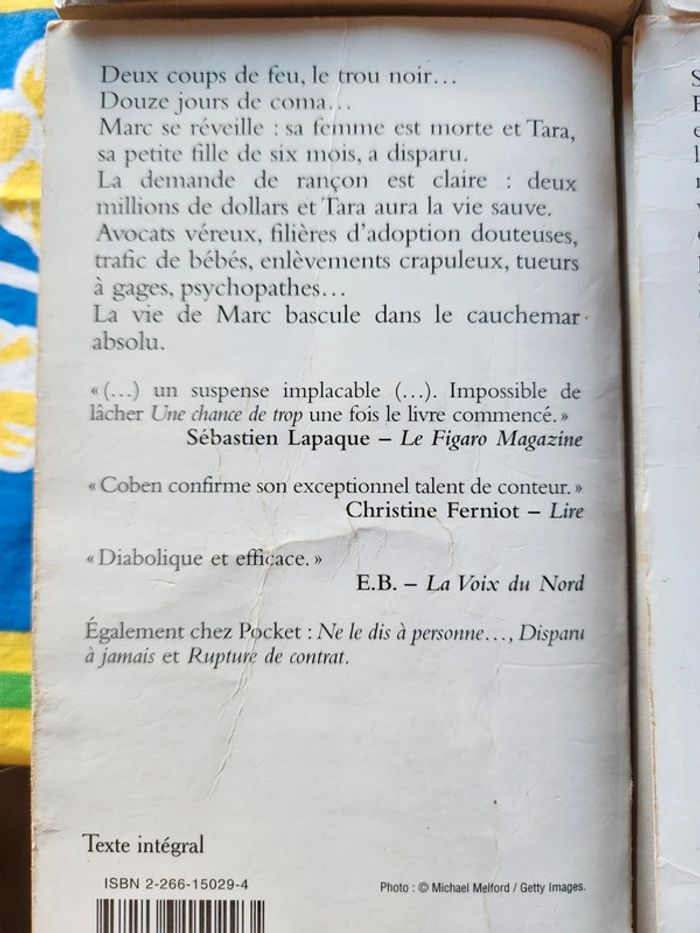 Deux coups de feu, le trou noir…
Douze jours de coma…
Marc se réveille : sa femme est morte et Tara,
sa petite fille de six mois, a disparu.
La demande de rançon est claire : deux
millions de dollars et Tara aura la vie sauve.
Avocats véreux, filières d'adoption douteuses,
trafic de bébés, enlèvements crapuleux, tueurs
à gages, psychopathes…
La vie de Marc bascule dans le cauchemar
absolu.
« (…) un suspense implacable (…). Impossible de
lâcher Une chance de trop une fois le livre commencé. »
Sébastien Lapaque – Le Figaro Magazine
« Coben confirme son exceptionnel talent de conteur. »
Christine Ferniot – Lire
« Diabolique et efficace. »
E.B. – La Voix du Nord
Également chez Pocket : Ne le dis à personne…, Disparu
à jamais et Rupture de contrat.
Texte intégral
ISBN 2-266-15029-4
Photo : © Michael Melford / Getty Images.